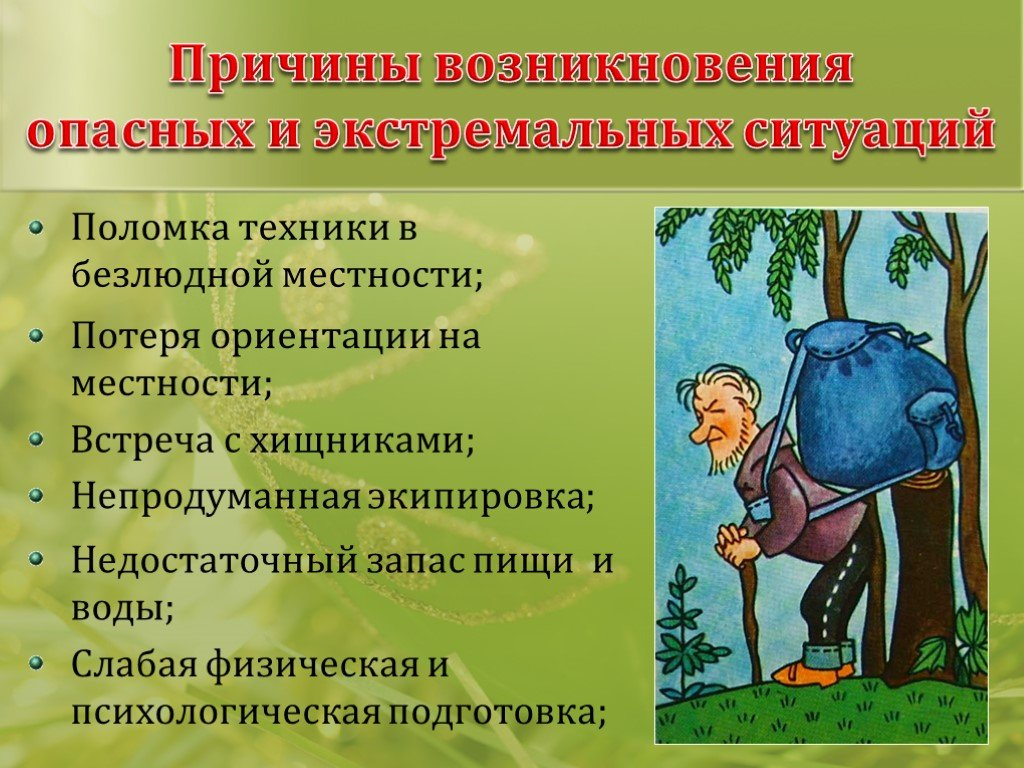 Причины возникновения
опасных и экстремальных ситуаций
Поломка техники в
безлюдной местности;
Потеря ориентации на
местности;
Встреча с хищниками;
Непродуманная экипировка;
Недостаточный запас пищи и
воды;
Слабая физическая и
психологическая подготовка;